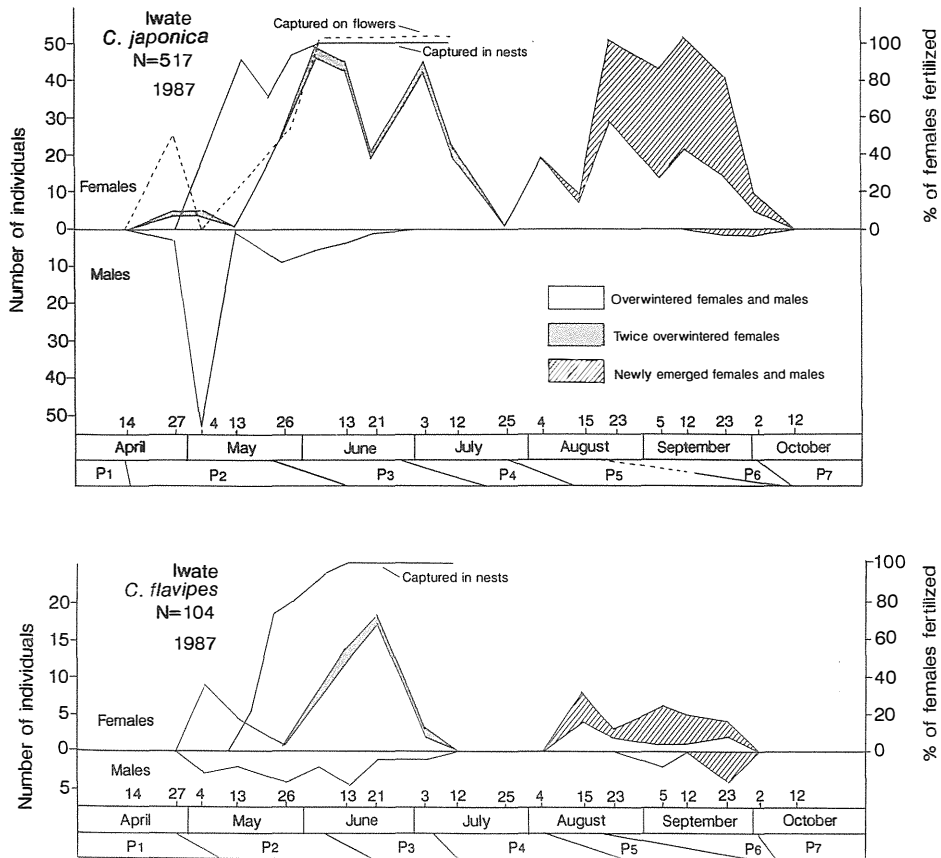 Iwate
C. japonica
N=517
1987
Captured on flowers
Captured in nests
50
40
30
20
10
0
10
20
30
40
50
Number of individuals
Females
Males
100
80
60
40
20
0
% of females fertilized
Overwintered females and males
Twice overwintered females
Newly emerged females and males
14 27 4 13 26 13 21 3 12 25 4 15 23 5 12 23 2 12
April May June July August September October
P1 P2 P3 P4 P5 P6 P7
Iwate
C. flavipes
N=104
1987
Captured in nests
20
15
10
5
0
5
Number of individuals
Females
Males
100
80
60
40
20
0
% of females fertilized
14 27 4 13 26 13 21 3 12 25 4 15 23 5 12 23 2 12
April May June July August September October
P1 P2 P3 P4 P5 P6 P7